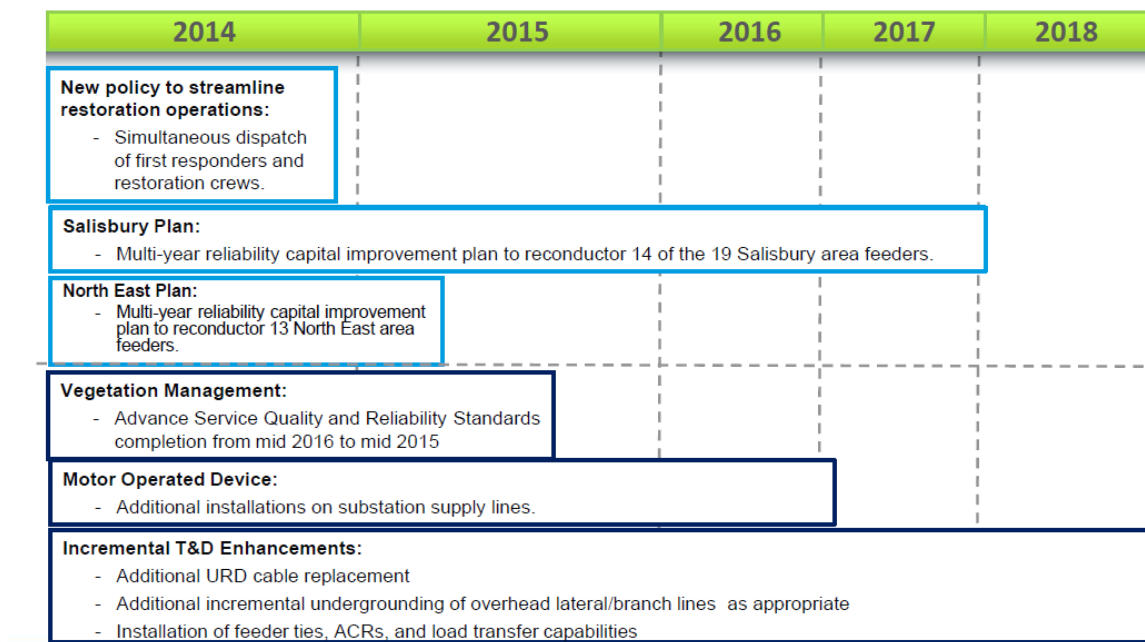 2014 2015 2016 2017 2018
New policy to streamline
restoration operations:
- Simultaneous dispatch
of first responders and
restoration crews.
Salisbury Plan:
- Multi-year reliability capital improvement plan to reconductor 14 of the 19 Salisbury area feeders.
North East Plan:
- Multi-year reliability capital improvement
plan to reconductor 13 North East area
feeders.
Vegetation Management:
- Advance Service Quality and Reliability Standards
completion from mid 2016 to mid 2015
Motor Operated Device:
- Additional installations on substation supply lines.
Incremental T&D Enhancements:
- Additional URD cable replacement
- Additional incremental undergrounding of overhead lateral/branch lines as appropriate
- Installation of feeder ties, ACRs, and load transfer capabilities